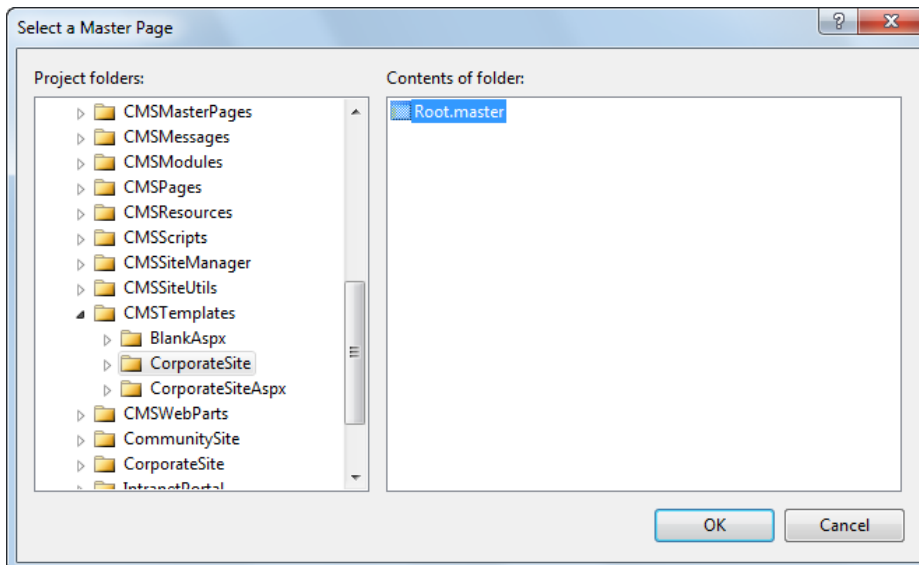 Select a Master Page
Project folders:
Contents of folder:
CMSMasterPages
CMSMessages
CMSModules
CMSPages
CMSResources
CMSScripts
CMSSiteManager
CMSSiteUtils
CMSTemplates
BlankAspx
CorporateSite
CorporateSiteAspx
CMSWebParts
CommunitySite
CorporateSite
IntranetPortal
Root.master
OK
Cancel